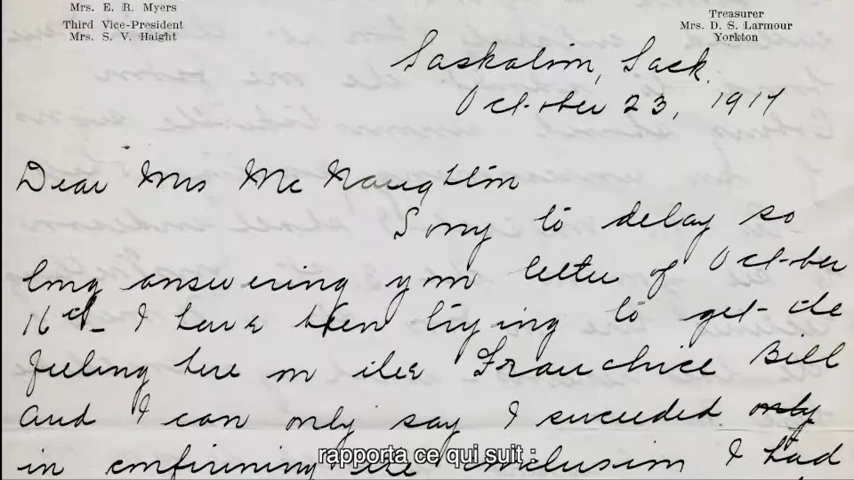 Mrs. E. R. Myers
Third Vice-President
Mrs. S. V. Haight
Treasurer
Mrs. D. S. Larmour
Yorkton
Saskatoon, Sask.
October 23, 1917
Dear Mrs McNaughton
Sorry to delay so
long answering your letter of October
16th - I have been trying to get the
feeling here on the Franchise Bill
and I can only say I succeeded only
in confirming the conclusion I had
rapporta ce qui suit :